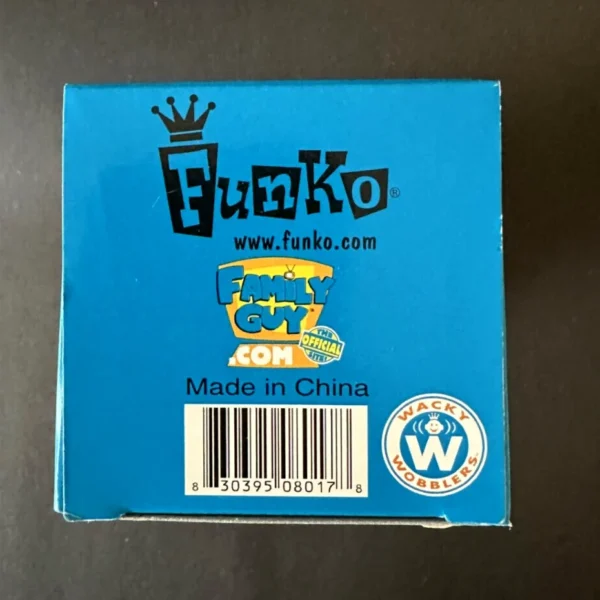 Funko®
www.funko.com
FAMILY
GUY
.COM
THE
OFFICIAL
SITE!
Made in China
8 30395 08017 8
WACKY
W
WOBBLERS